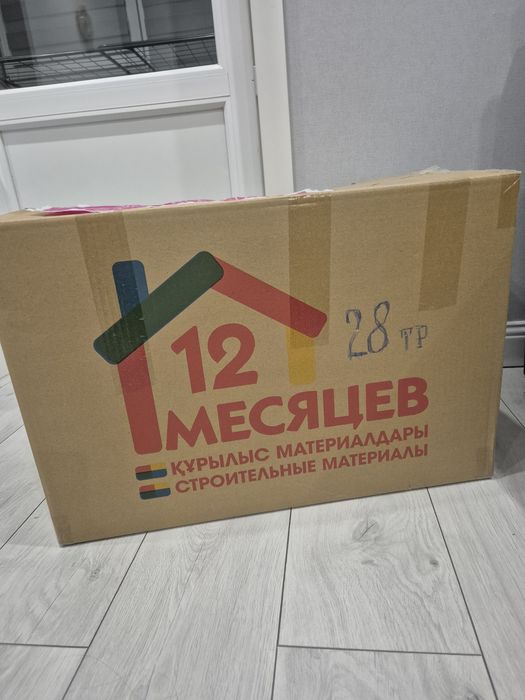 12
28 ТР
МЕСЯЦЕВ
ҚҰРЫЛЫС МАТЕРИАЛДАРЫ
СТРОИТЕЛЬНЫЕ МАТЕРИАЛЫ